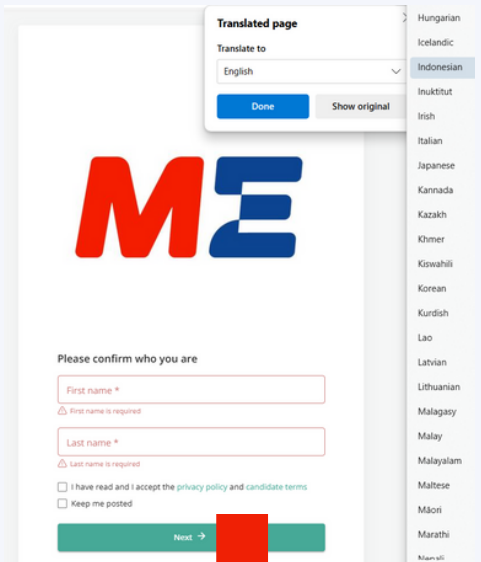 Translated page
Translate to
English
Done
Show original
ME
Please confirm who you are
First name *
First name is required
Last name *
Last name is required
I have read and I accept the privacy policy and candidate terms
Keep me posted
Next
Hungarian
Icelandic
Indonesian
Inuktitut
Irish
Italian
Japanese
Kannada
Kazakh
Khmer
Kiswahili
Korean
Kurdish
Lao
Latvian
Lithuanian
Malagasy
Malay
Malayalam
Maltese
Māori
Marathi
Nepali